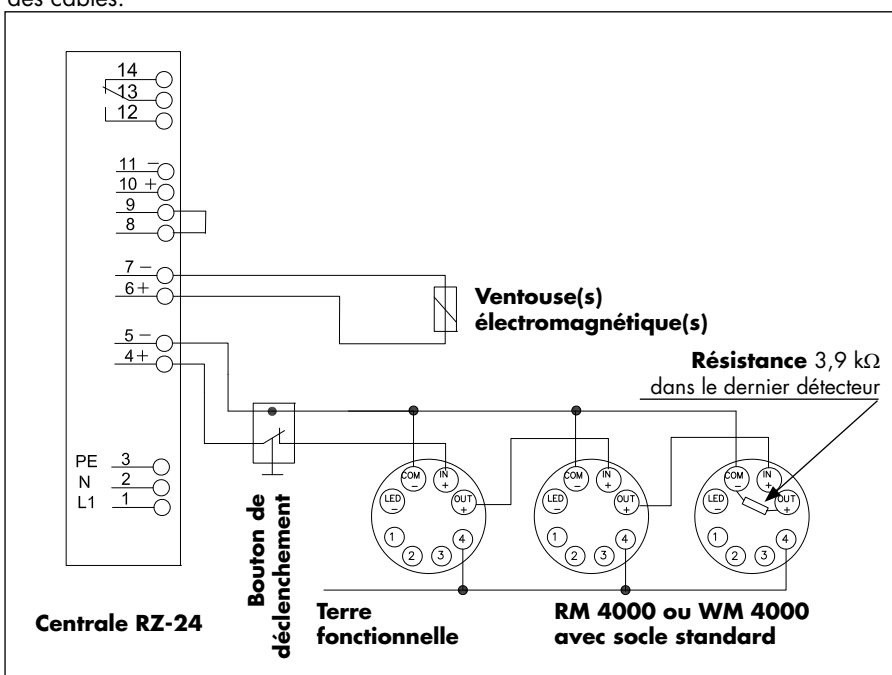 des câbles.
14
13
12
11 −
10 +
9
8
7 −
6+
5 −
4+
PE 3
N 2
L1 1
Ventouse(s)
électromagnétique(s)
Résistance 3,9 kΩ
dans le dernier détecteur
Bouton de
déclenchement
COM
−
IN
+
LED
−
OUT
+
1
2
3
4
COM
−
IN
+
LED
−
OUT
+
1
2
3
4
COM
−
IN
+
LED
−
OUT
+
1
2
3
4
Centrale RZ-24
Terre
fonctionnelle
RM 4000 ou WM 4000
avec socle standard